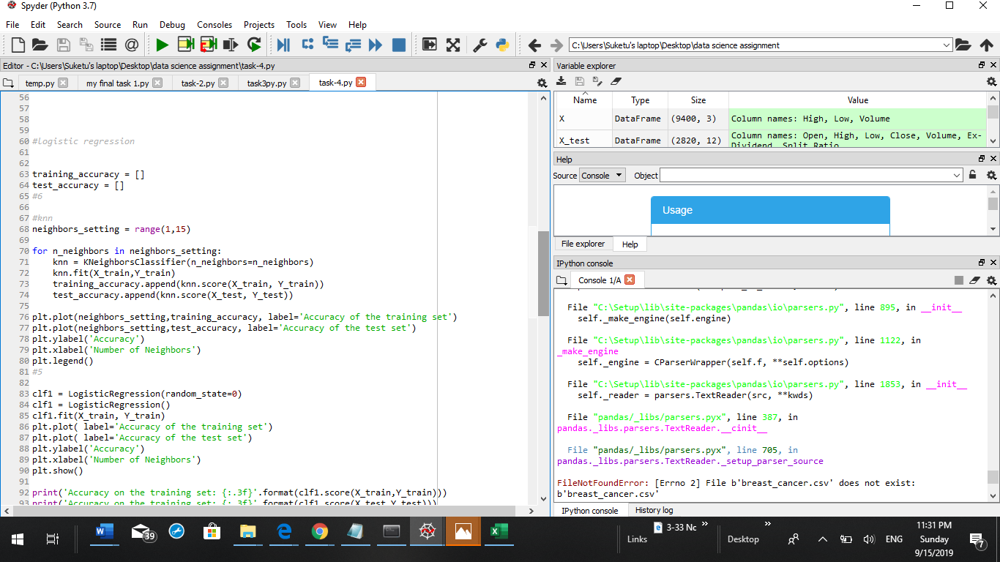 Spyder (Python 3.7)
File Edit Search Source Run Debug Consoles Projects Tools View Help
C:\Users\Suketu's laptop\Desktop\data science assignment
Editor - C:\Users\Suketu's laptop\Desktop\data science assignment\task-4.py
temp.py my final task 1.py task-2.py task3py.py task-4.py
56
57
58
59
60 #logistic regression
61
62
63 training_accuracy = []
64 test_accuracy = []
65 #6
66
67 #knn
68 neighbors_setting = range(1,15)
69
70 for n_neighbors in neighbors_setting:
71     knn = KNeighborsClassifier(n_neighbors=n_neighbors)
72     knn.fit(X_train,Y_train)
73     training_accuracy.append(knn.score(X_train, Y_train))
74     test_accuracy.append(knn.score(X_test, Y_test))
75
76 plt.plot(neighbors_setting,training_accuracy, label='Accuracy of the training set')
77 plt.plot(neighbors_setting,test_accuracy, label='Accuracy of the test set')
78 plt.ylabel('Accuracy')
79 plt.xlabel('Number of Neighbors')
80 plt.legend()
81 #5
82
83 clf1 = LogisticRegression(random_state=0)
84 clf1 = LogisticRegression()
85 clf1.fit(X_train, Y_train)
86 plt.plot( label='Accuracy of the training set')
87 plt.plot( label='Accuracy of the test set')
88 plt.ylabel('Accuracy')
89 plt.xlabel('Number of Neighbors')
90 plt.show()
91
92 print('Accuracy on the training set: {:.3f}'.format(clf1.score(X_train,Y_train)))
93 print('Accuracy on the training set: {:.3f}'.format(clf1.score(X_test,Y_test)))
Variable explorer
Name Type Size Value
X DataFrame (9400, 3) Column names: High, Low, Volume
X_test DataFrame (2820, 12) Column names: Open, High, Low, Close, Volume, Ex-
Dividend, Split Ratio
Help
Source Console Object
Usage
File explorer Help
IPython console
Console 1/A
File "C:\Setup\lib\site-packages\pandas\io\parsers.py", line 895, in __init__
self._make_engine(self.engine)
File "C:\Setup\lib\site-packages\pandas\io\parsers.py", line 1122, in
_make_engine
self._engine = CParserWrapper(self.f, **self.options)
File "C:\Setup\lib\site-packages\pandas\io\parsers.py", line 1853, in __init__
self._reader = parsers.TextReader(src, **kwds)
File "pandas/_libs/parsers.pyx", line 387, in
pandas._libs.parsers.TextReader.__cinit__
File "pandas/_libs/parsers.pyx", line 705, in
pandas._libs.parsers.TextReader._setup_parser_source
FileNotFoundError: [Errno 2] File b'breast_cancer.csv' does not exist:
b'breast_cancer.csv'
IPython console History log
39
3-33 Nc
Links
Desktop
ENG
11:31 PM
Sunday
9/15/2019
7